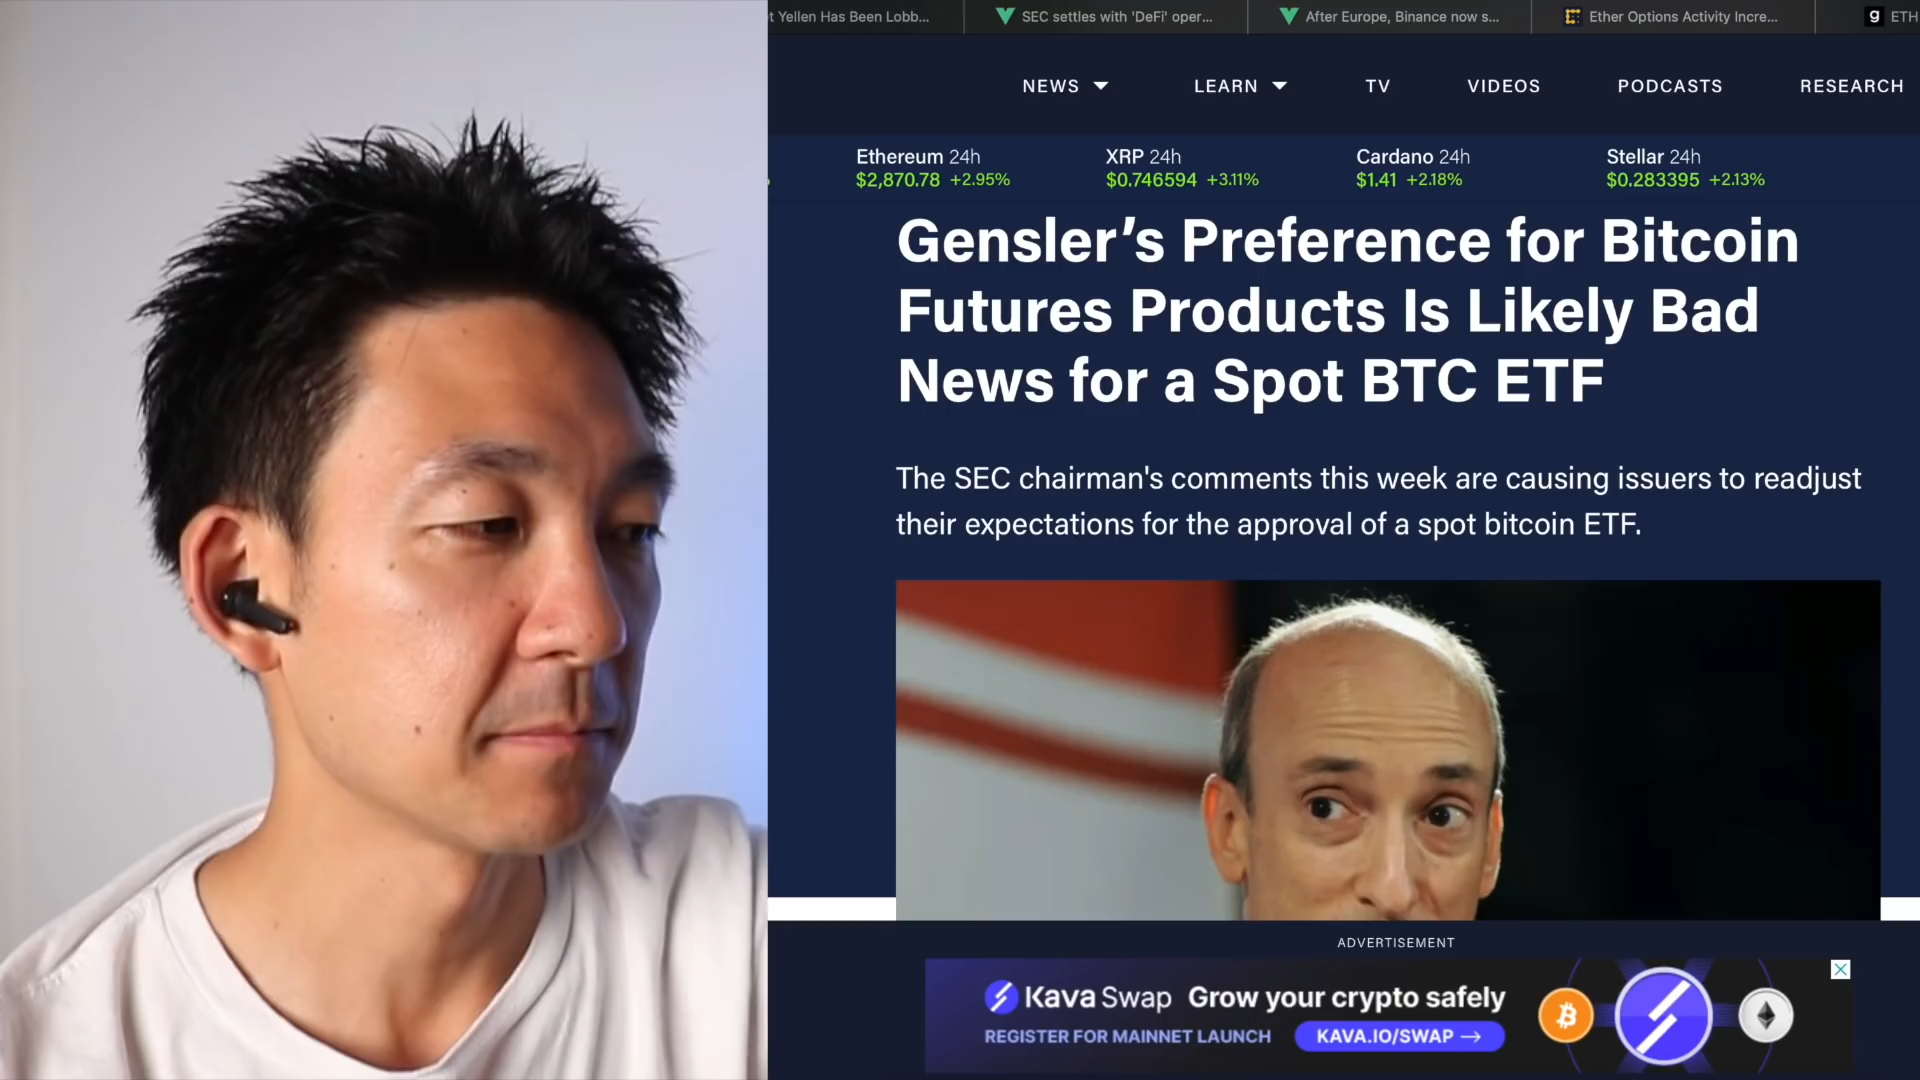 t Yellen Has Been Lobb...
SEC settles with 'DeFi' oper...
After Europe, Binance now s...
Ether Options Activity Incre...
g ETH
NEWS
LEARN
TV
VIDEOS
PODCASTS
RESEARCH
Ethereum 24h
$2,870.78 +2.95%
XRP 24h
$0.746594 +3.11%
Cardano 24h
$1.41 +2.18%
Stellar 24h
$0.283395 +2.13%
Gensler’s Preference for Bitcoin
Futures Products Is Likely Bad
News for a Spot BTC ETF
The SEC chairman's comments this week are causing issuers to readjust
their expectations for the approval of a spot bitcoin ETF.
ADVERTISEMENT
Kava Swap Grow your crypto safely
REGISTER FOR MAINNET LAUNCH KAVA.IO/SWAP →